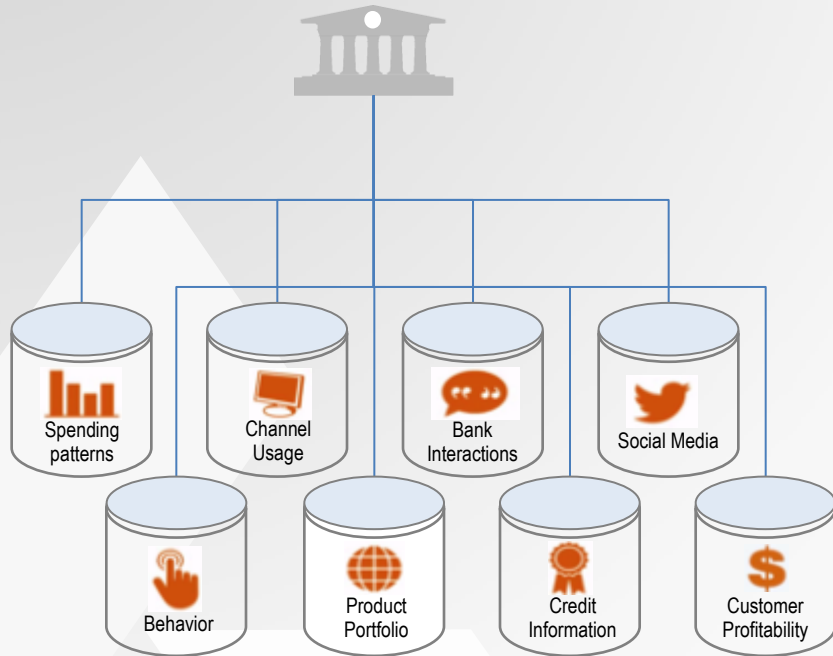 Spending
patterns
Channel
Usage
Bank
Interactions
Social Media
Behavior
Product
Portfolio
Credit
Information
Customer
Profitability